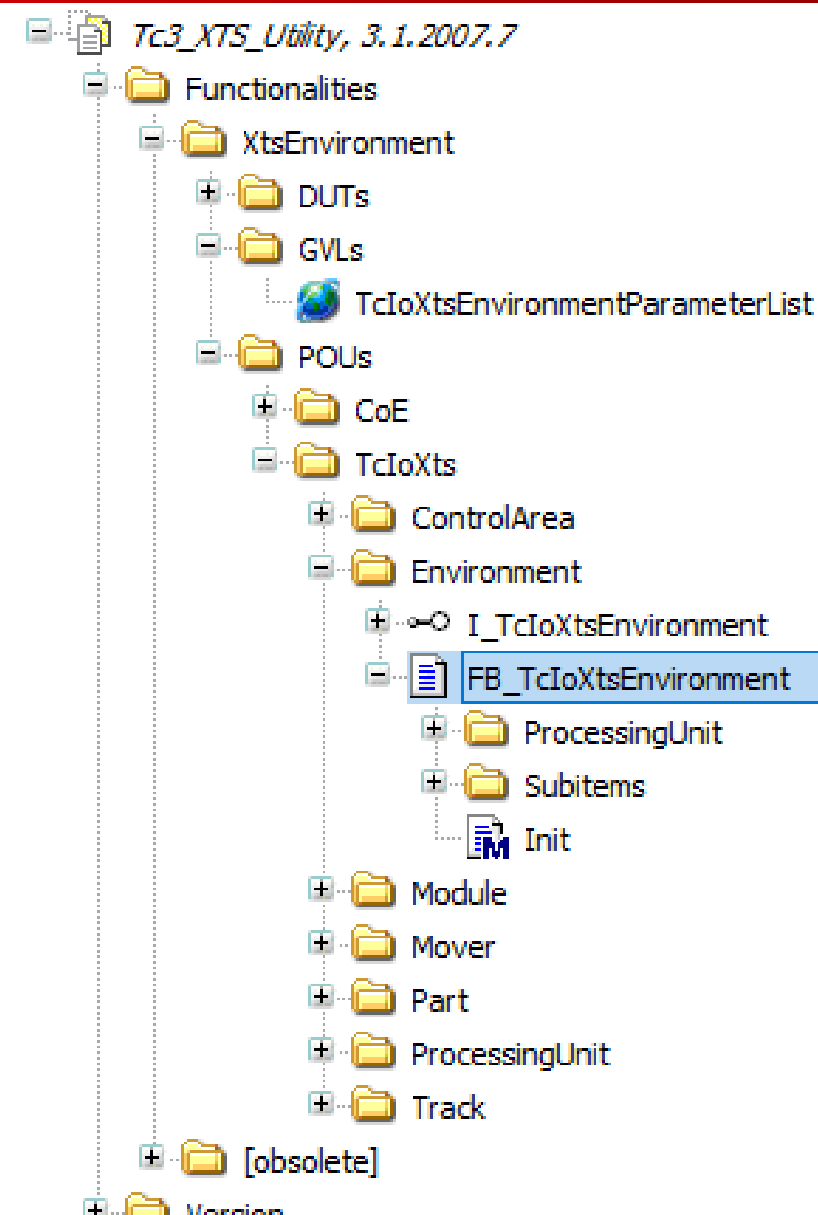 Tc3_XTS_Utility, 3.1.2007.7
Functionalities
XtsEnvironment
DUTs
GVLs
TcIoXtsEnvironmentParameterList
POUs
CoE
TcIoXts
ControlArea
Environment
I_TcIoXtsEnvironment
FB_TcIoXtsEnvironment
ProcessingUnit
Subitems
Init
Module
Mover
Part
ProcessingUnit
Track
[obsolete]
Version